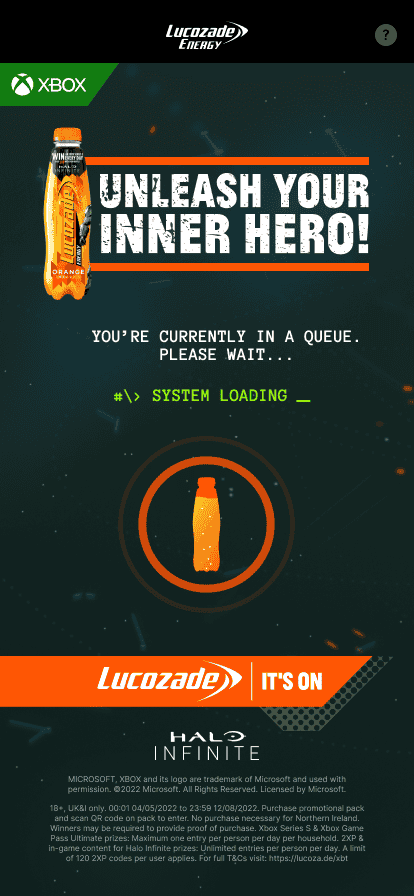 Lucozade
ENERGY
?
XBOX
WIN
EVERY DAY
HALO
INFINITE
Lucozade
ENERGY
ORANGE
UNLEASH YOUR
INNER HERO!
YOU'RE CURRENTLY IN A QUEUE.
PLEASE WAIT...
#\> SYSTEM LOADING _
Lucozade IT'S ON
HALO
INFINITE
MICROSOFT, XBOX and its logo are trademark of Microsoft and used with
permission. ©2022 Microsoft. All Rights Reserved. Licensed by Microsoft.
18+, UK&I only. 00:01 04/05/2022 to 23:59 12/08/2022. Purchase promotional pack
and scan QR code on pack to enter. No purchase necessary for Northern Ireland.
Winners may be required to provide proof of purchase. Xbox Series S & Xbox Game
Pass Ultimate prizes: Maximum one entry per person per day per household. 2XP &
in-game content for Halo Infinite prizes: Unlimited entries per person per day. A limit
of 120 2XP codes per user applies. For full T&Cs visit: https://lucoza.de/xbt